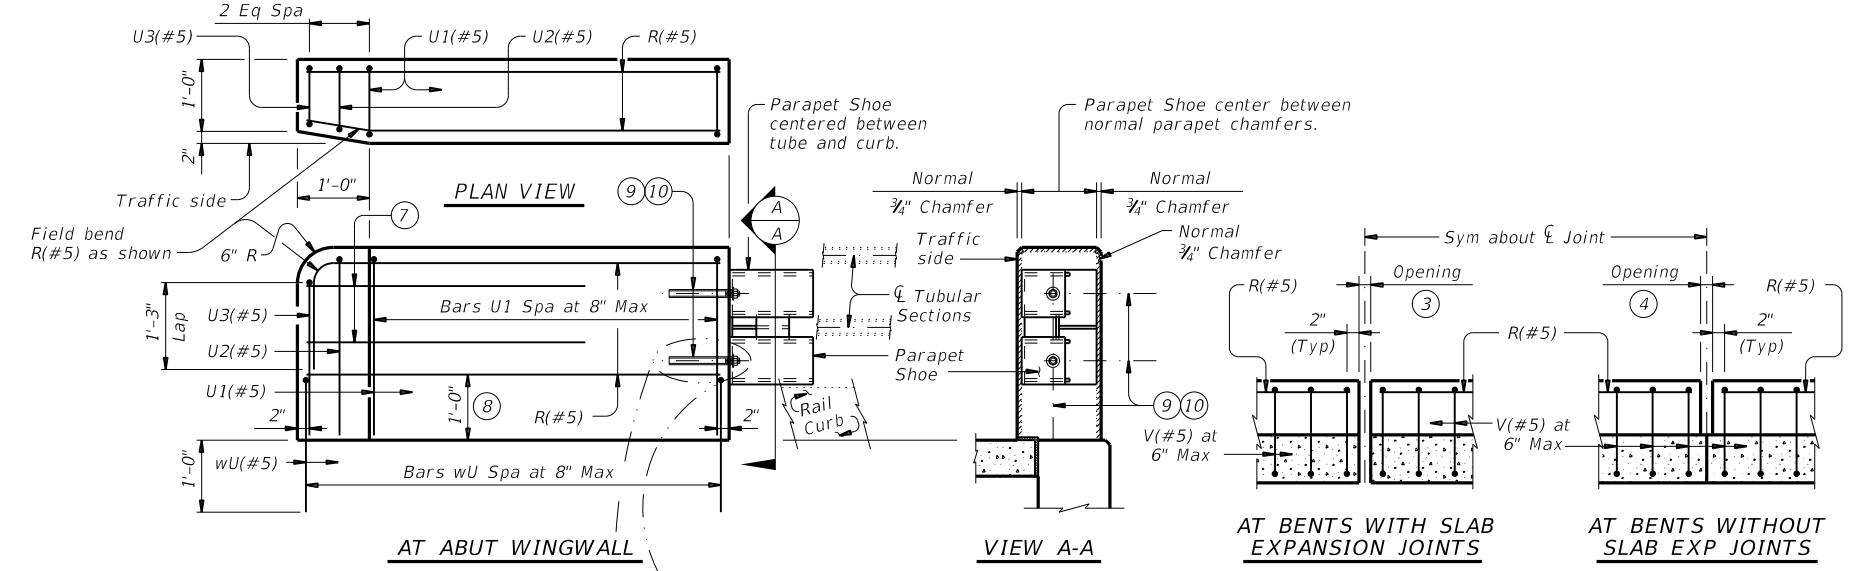 2 Eq Spa
U3(#5)
U1(#5)
U2(#5)
R(#5)
1'-0"
2"
1'-0"
Traffic side
PLAN VIEW
Field bend
R(#5) as shown
6" R
7
9 10
A
A
Parapet Shoe
centered between
tube and curb.
1'-3"
Lap
U3(#5)
U2(#5)
U1(#5)
2"
Bars U1 Spa at 8" Max
1'-0"
8
R(#5)
2"
℄ Tubular
Sections
Parapet
Shoe
Rail
Curb
1'-0"
wU(#5)
Bars wU Spa at 8" Max
AT ABUT WINGWALL
Parapet Shoe center between
normal parapet chamfers.
Normal
¾" Chamfer
Normal
¾" Chamfer
Traffic
side
Normal
¾" Chamfer
9 10
VIEW A-A
Sym about ℄ Joint
Opening
3
Opening
4
R(#5)
R(#5)
2"
(Typ)
R(#5)
2"
(Typ)
V(#5) at
6" Max
V(#5) at
6" Max
AT BENTS WITH SLAB
EXPANSION JOINTS
AT BENTS WITHOUT
SLAB EXP JOINTS